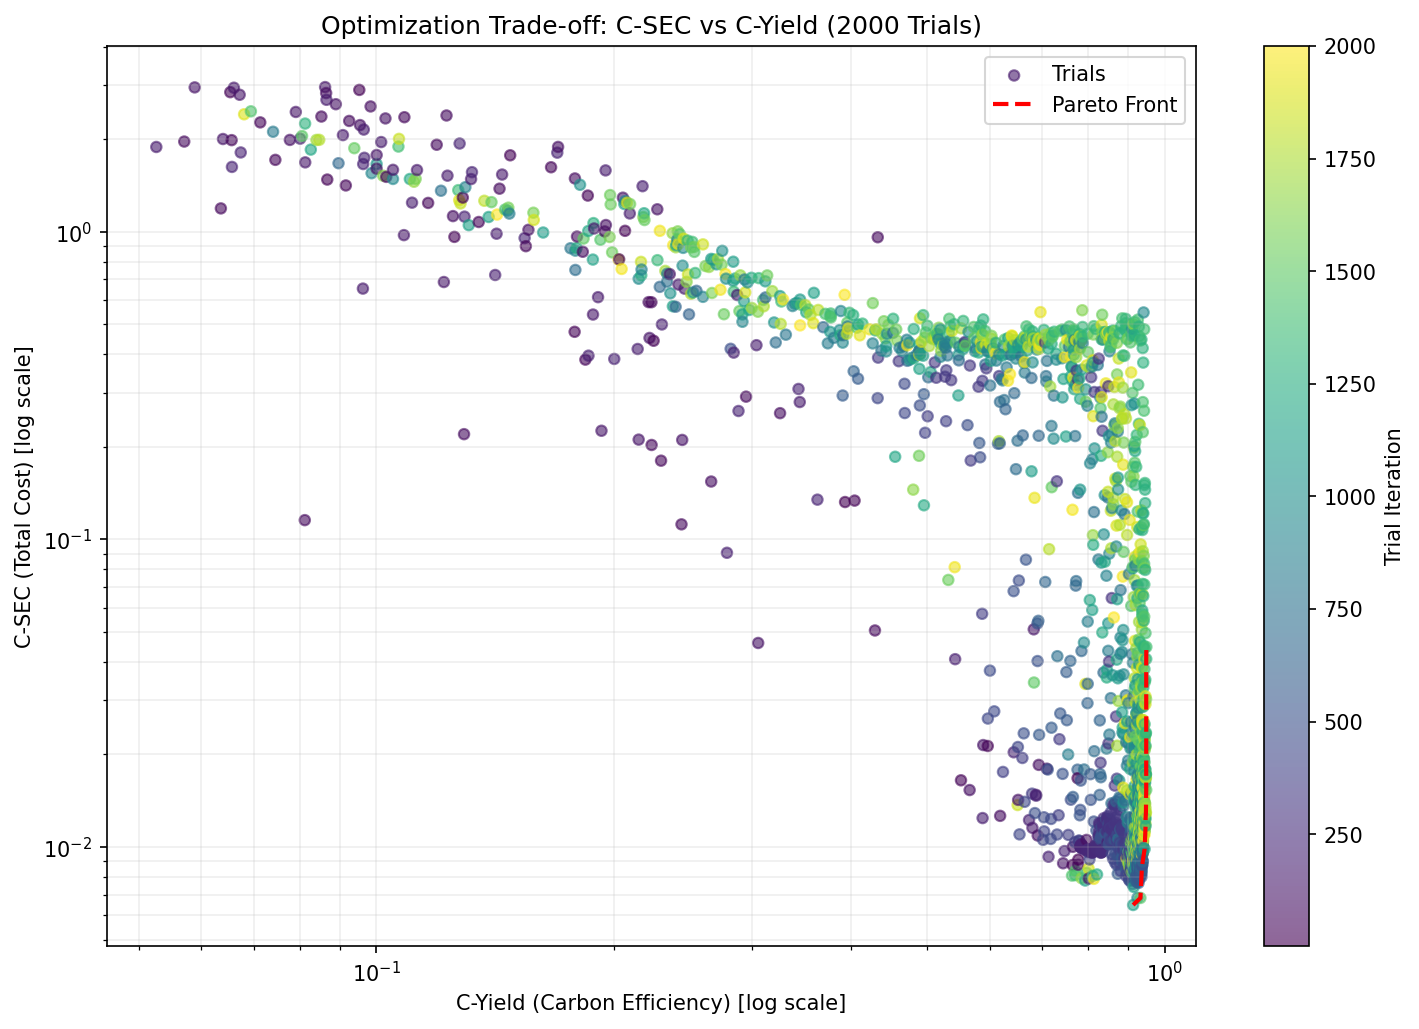 Optimization Trade-off: C-SEC vs C-Yield (2000 Trials)
Trials
Pareto Front
C-SEC (Total Cost) [log scale]
10⁰
10⁻¹
10⁻²
10⁻¹
10⁰
C-Yield (Carbon Efficiency) [log scale]
2000
1750
1500
1250
1000
750
500
250
Trial Iteration